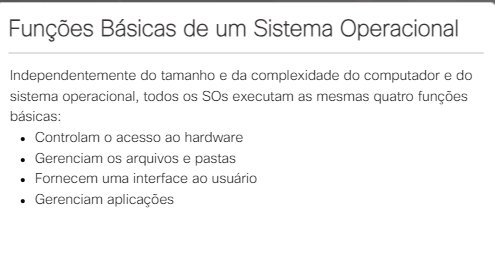 Funções Básicas de um Sistema Operacional
Independentemente do tamanho e da complexidade do computador e do
sistema operacional, todos os SOs executam as mesmas quatro funções
básicas:
• Controlam o acesso ao hardware
• Gerenciam os arquivos e pastas
• Fornecem uma interface ao usuário
• Gerenciam aplicações